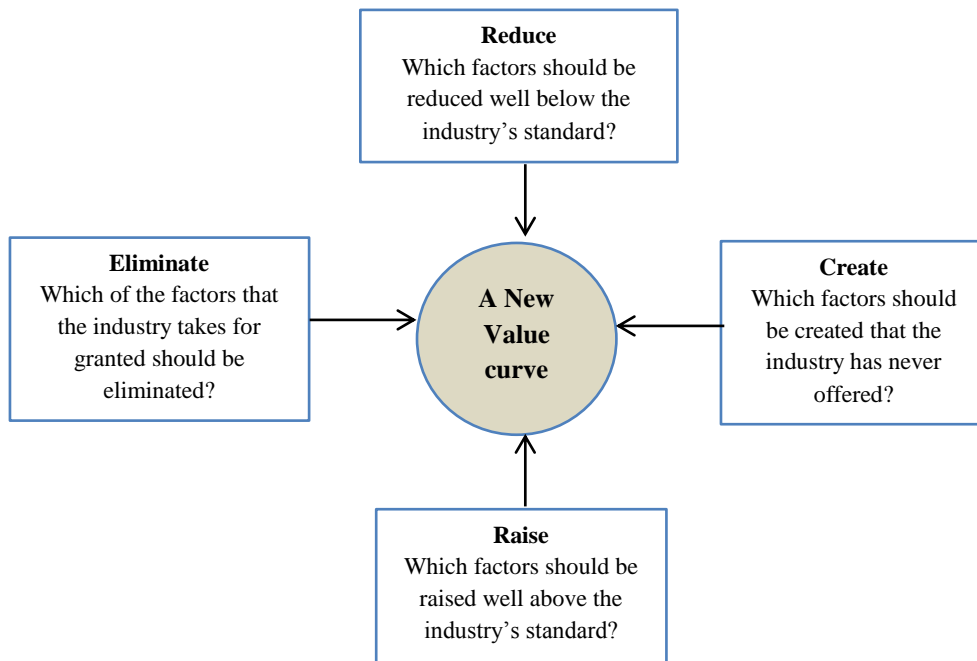 Reduce
Which factors should be
reduced well below the
industry’s standard?
Eliminate
Which of the factors that
the industry takes for
granted should be
eliminated?
A New
Value
curve
Create
Which factors should
be created that the
industry has never
offered?
Raise
Which factors should be
raised well above the
industry’s standard?